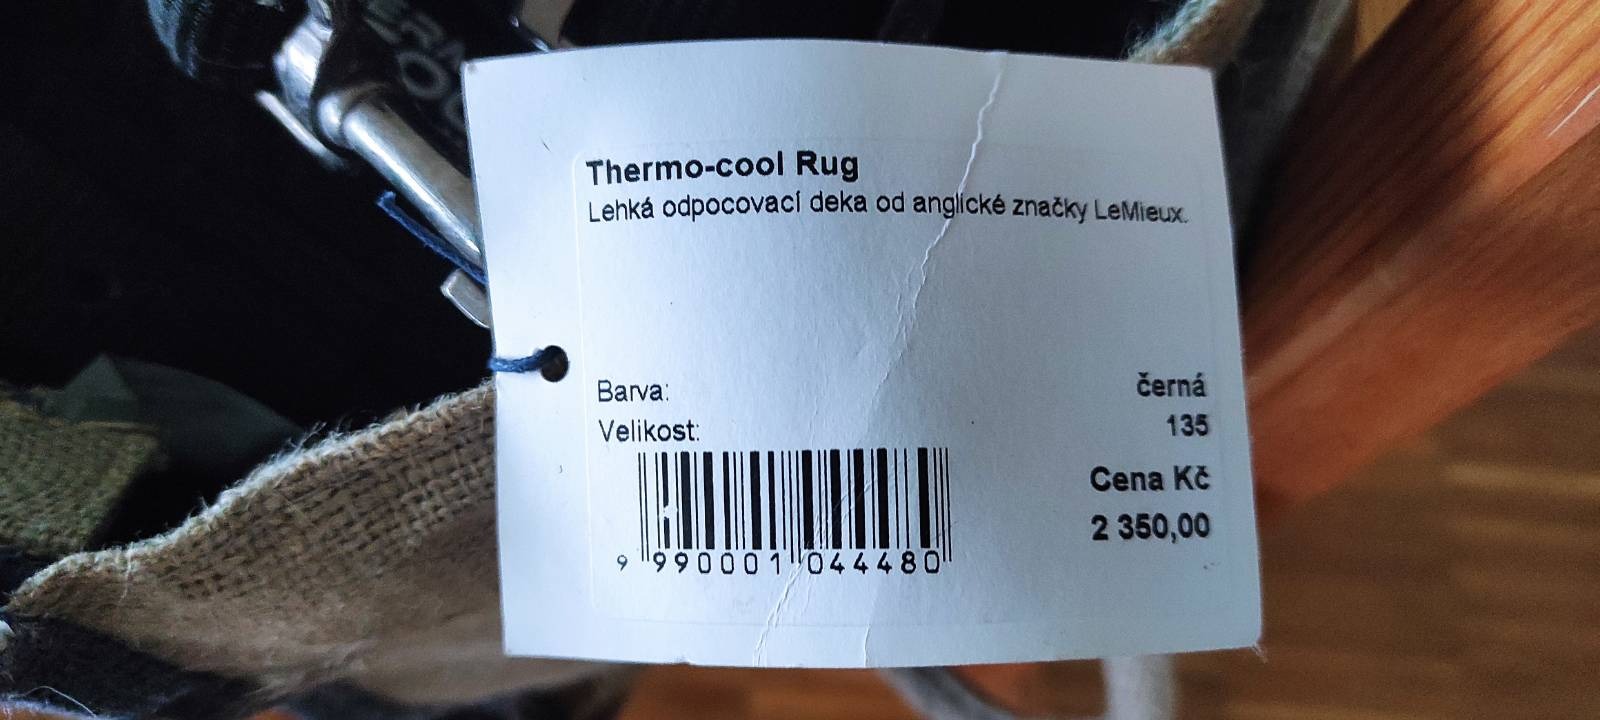 Thermo-cool Rug
Lehká odpocovací deka od anglické značky LeMieux.
Barva: černá
Velikost: 135
Cena Kč
2 350,00
9 990001 044480